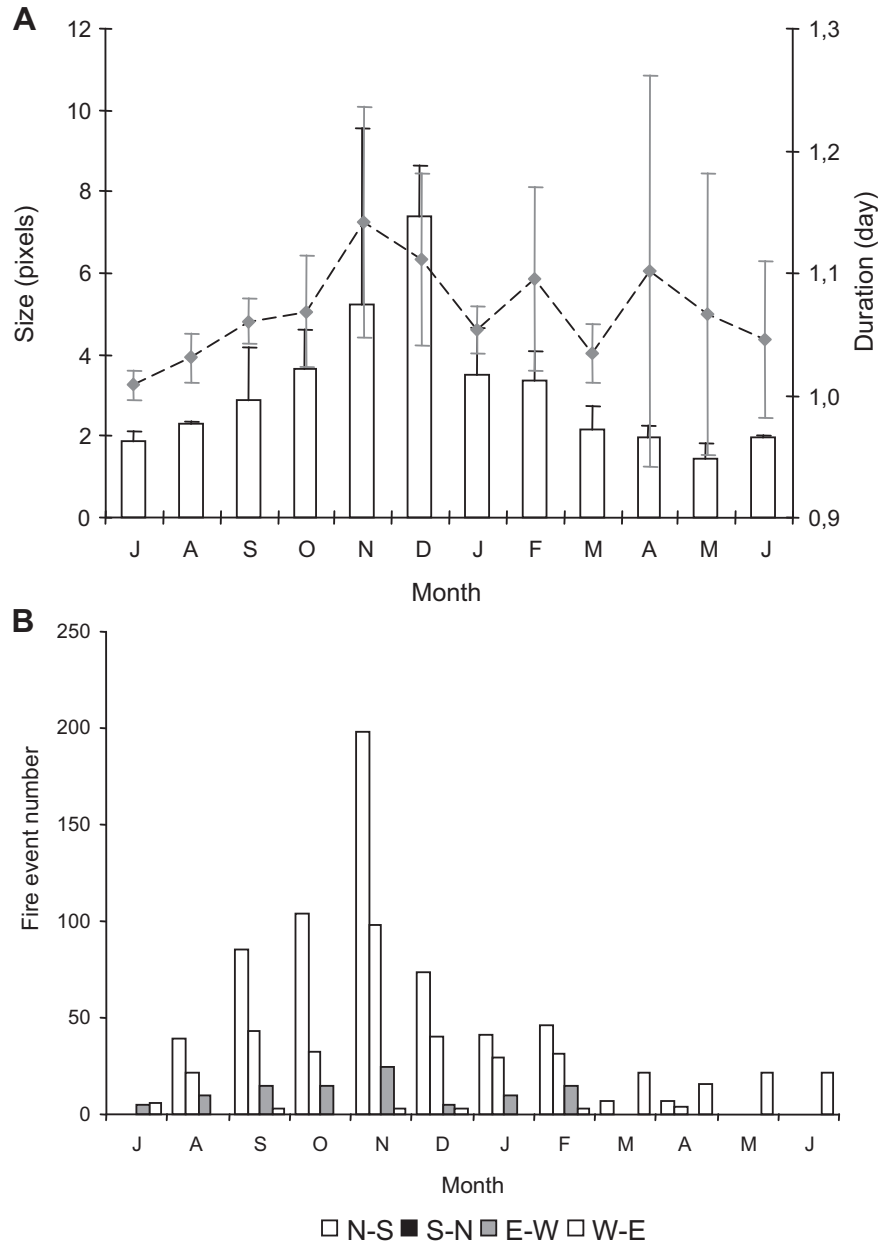 A
12
10
8
6
4
2
0
Size (pixels)
1,3
1,2
1,1
1,0
0,9
Duration (day)
J A S O N D J F M A M J
Month
B
250
200
150
100
50
0
Fire event number
J A S O N D J F M A M J
Month
N-S S-N E-W W-E